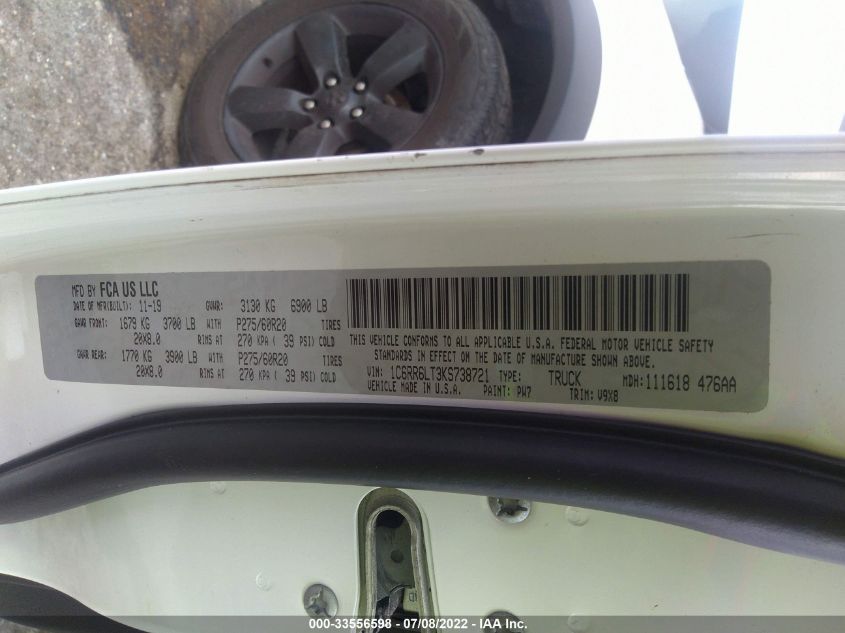 MFD BY FCA US LLC
DATE OF MFR(BUILT): 11-19 GVWR: 3130 KG 6900 LB
GAWR FRONT: 1679 KG 3700 LB WITH P275/60R20 TIRES
20X8.0 RIMS AT 270 KPA ( 39 PSI) COLD
GAWR REAR: 1770 KG 3900 LB WITH P275/60R20 TIRES
20X8.0 RIMS AT 270 KPA ( 39 PSI) COLD
THIS VEHICLE CONFORMS TO ALL APPLICABLE U.S.A. FEDERAL MOTOR VEHICLE SAFETY
STANDARDS IN EFFECT ON THE DATE OF MANUFACTURE SHOWN ABOVE.
VIN: 1C6RR6LT3KS738721 TYPE: TRUCK MDH: 111618 476AA
VEHICLE MADE IN U.S.A. PAINT: PW7 TRIM: V9X8
000-33556598 - 07/08/2022 - IAA Inc.